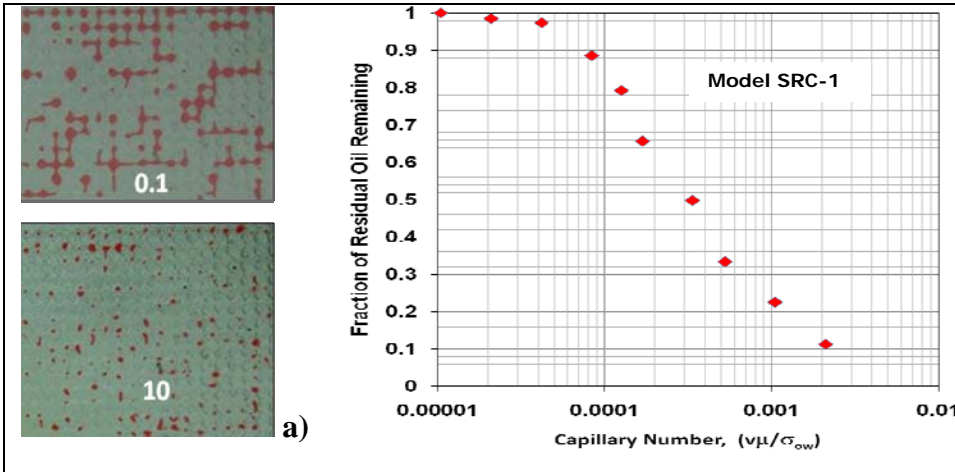 0.1
10
a)
Fraction of Residual Oil Remaining
1
0.9
0.8
0.7
0.6
0.5
0.4
0.3
0.2
0.1
0
Model SRC-1
0.00001 0.0001 0.001 0.01
Capillary Number, (vμ/σow)